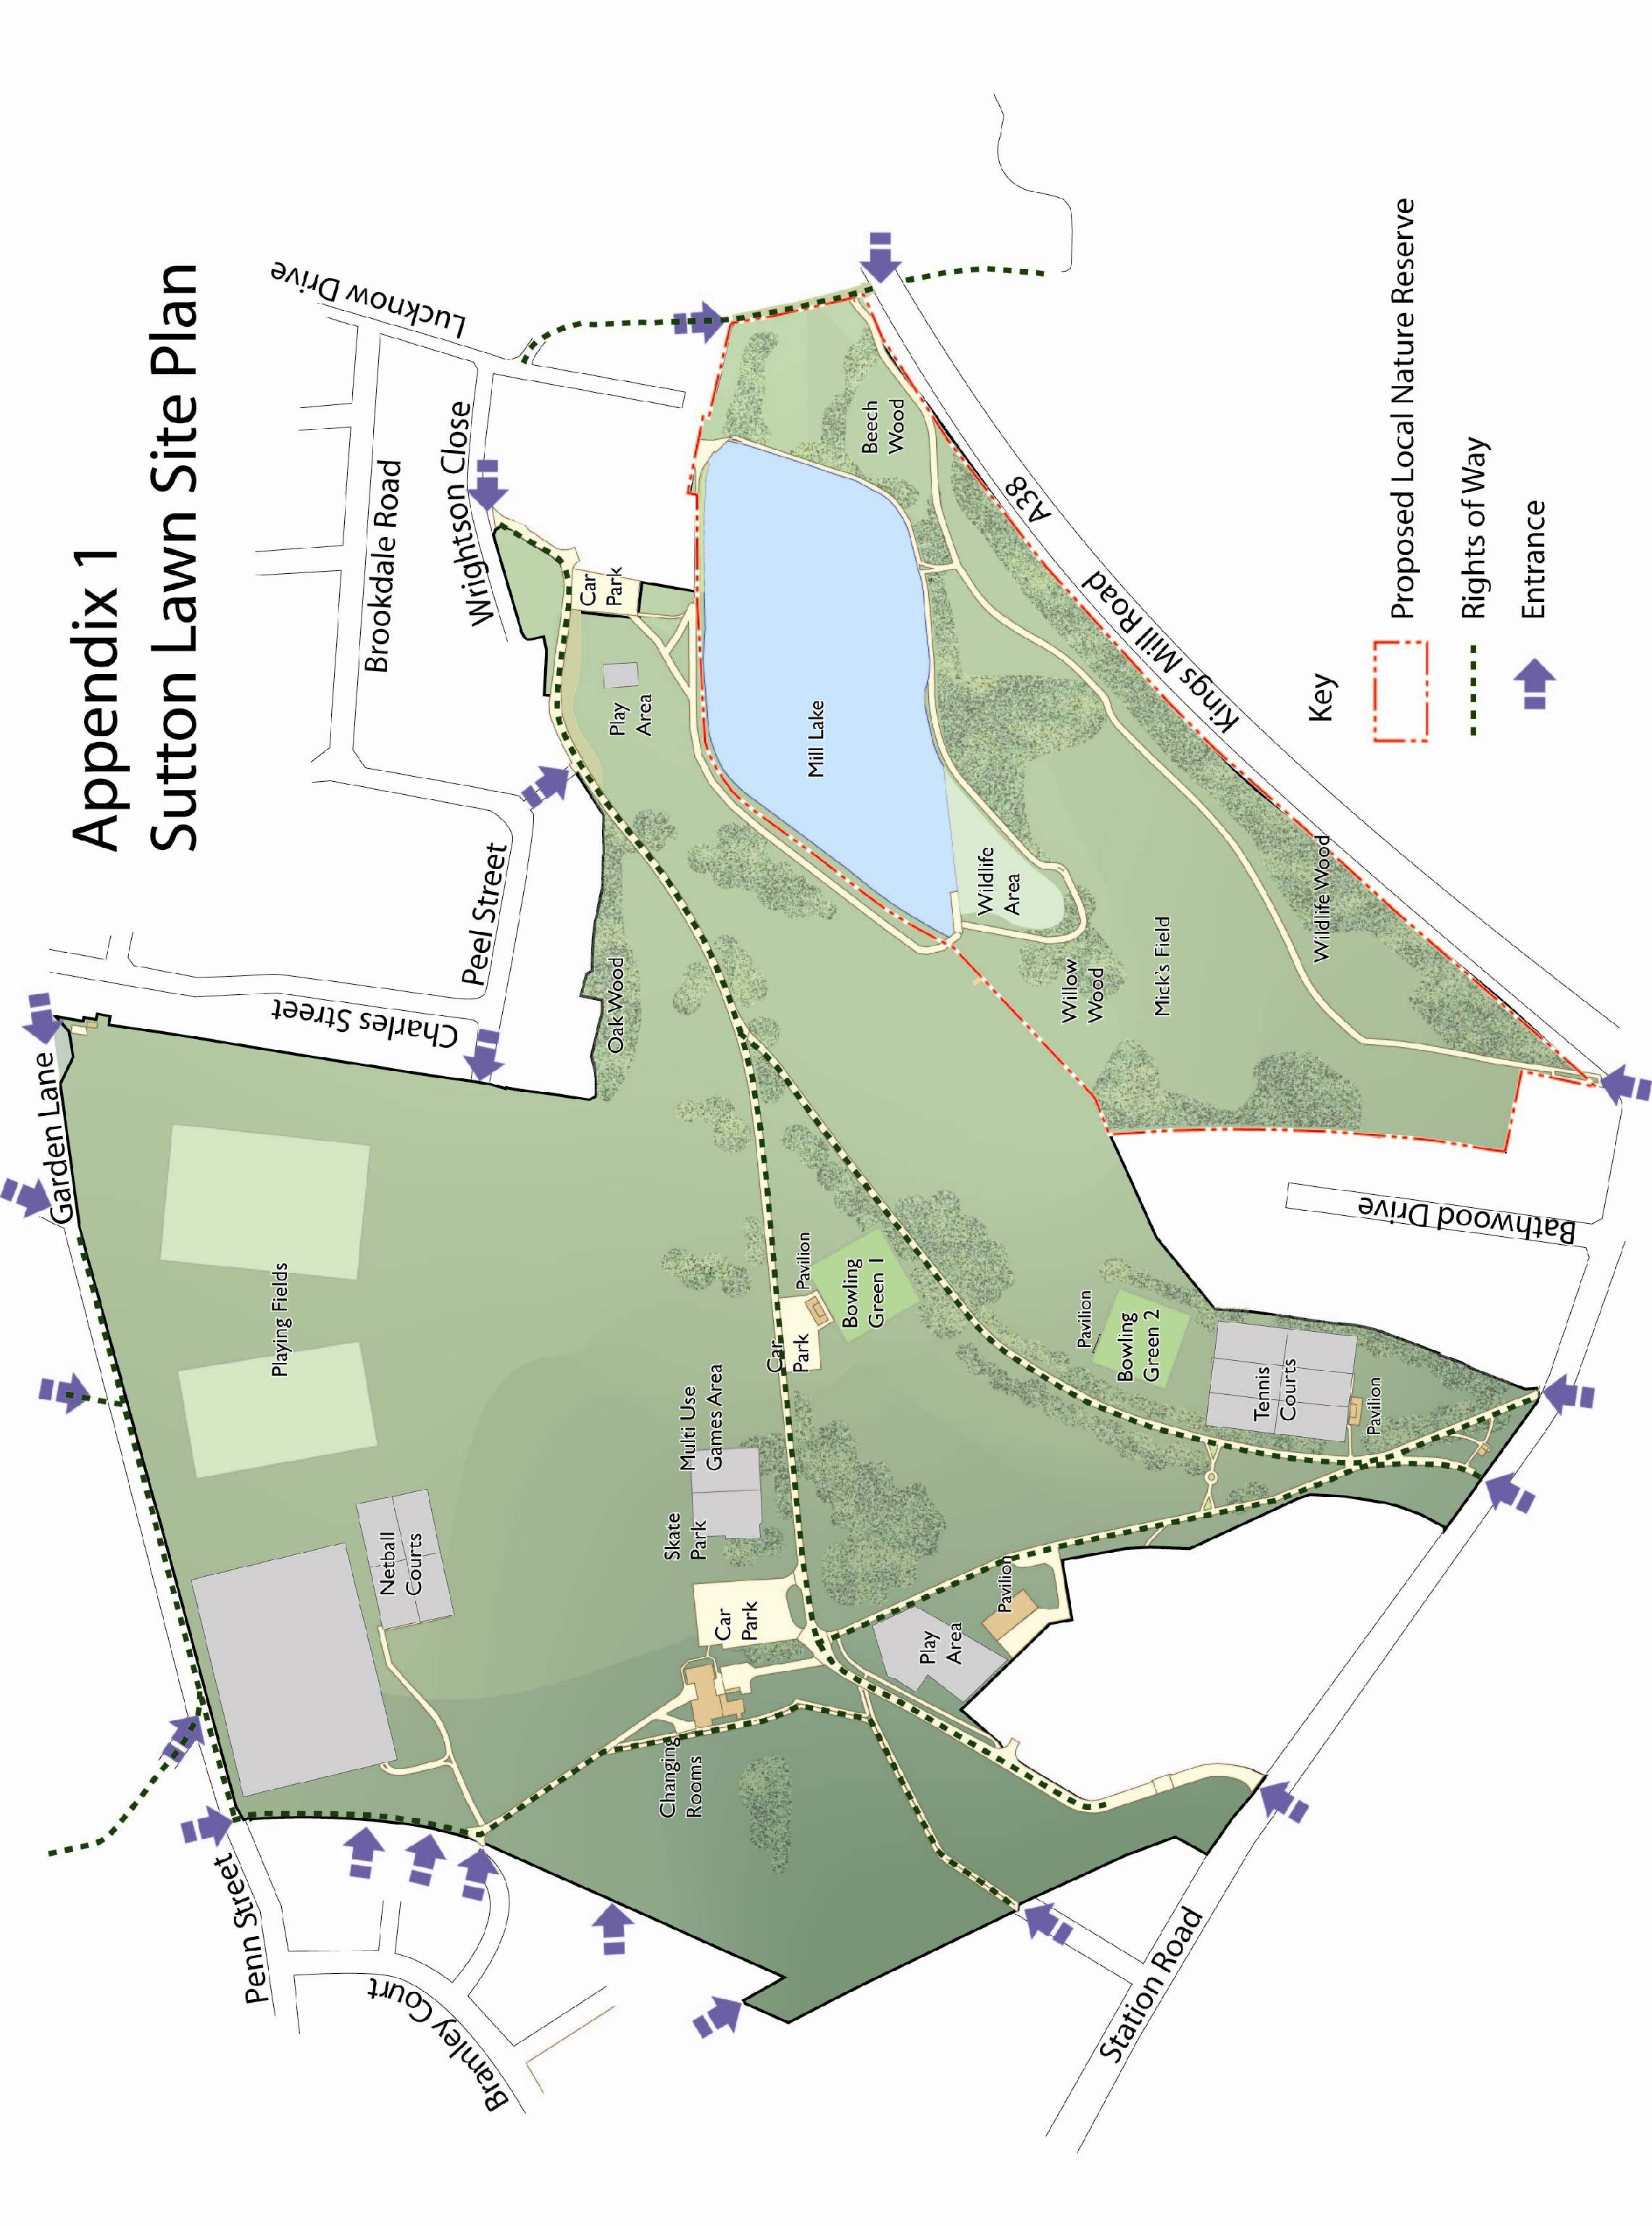 Appendix 1
Sutton Lawn Site Plan
Garden Lane
Penn Street
Bramley Court
Charles Street
Peel Street
Brookdale Road
Wrightson Close
Lucknow Drive
Playing Fields
Netball
Courts
Oak Wood
Play
Area
Car
Park
Changing
Rooms
Car
Park
Skate
Park
Multi Use
Games Area
Car
Park
Pavilion
Bowling
Green 1
Mill Lake
Beech
Wood
Play
Area
Pavilion
Wildlife
Area
Willow
Wood
Mick's Field
Pavilion
Bowling
Green 2
Tennis
Courts
Pavilion
Wildlife Wood
A38
Kings Mill Road
Bathwood Drive
Station Road
Key
Proposed Local Nature Reserve
Rights of Way
Entrance